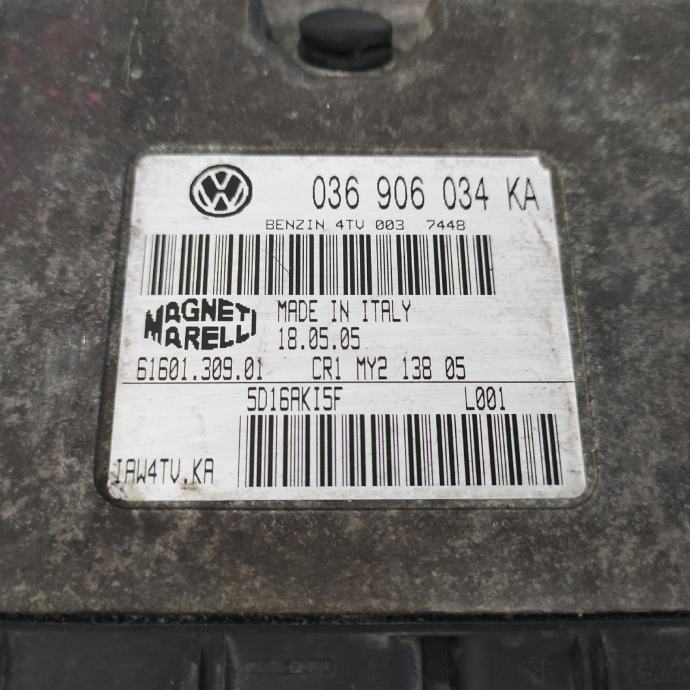 036 906 034 KA
BENZIN 4TV 003 7448
MAGNETI MARELLI
MADE IN ITALY
18.05.05
61601.309.01 CR1 MY2 138 05
5D16AKI5F L001
IAW4TV.KA